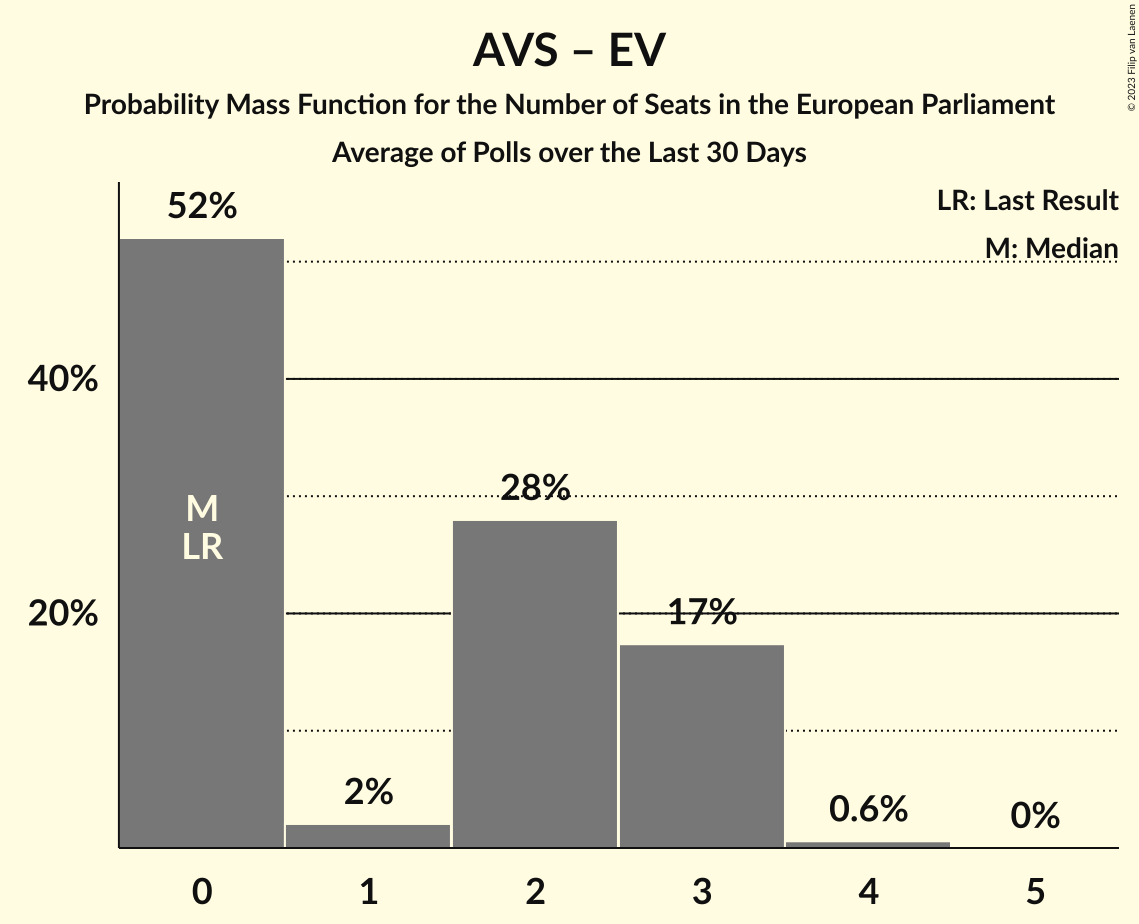 AVS – EV
Probability Mass Function for the Number of Seats in the European Parliament
Average of Polls over the Last 30 Days
© 2023 Filip van Laenen
LR: Last Result
M: Median
52%
40%
28%
M
LR
20%
17%
2%
0.6%
0%
0 1 2 3 4 5